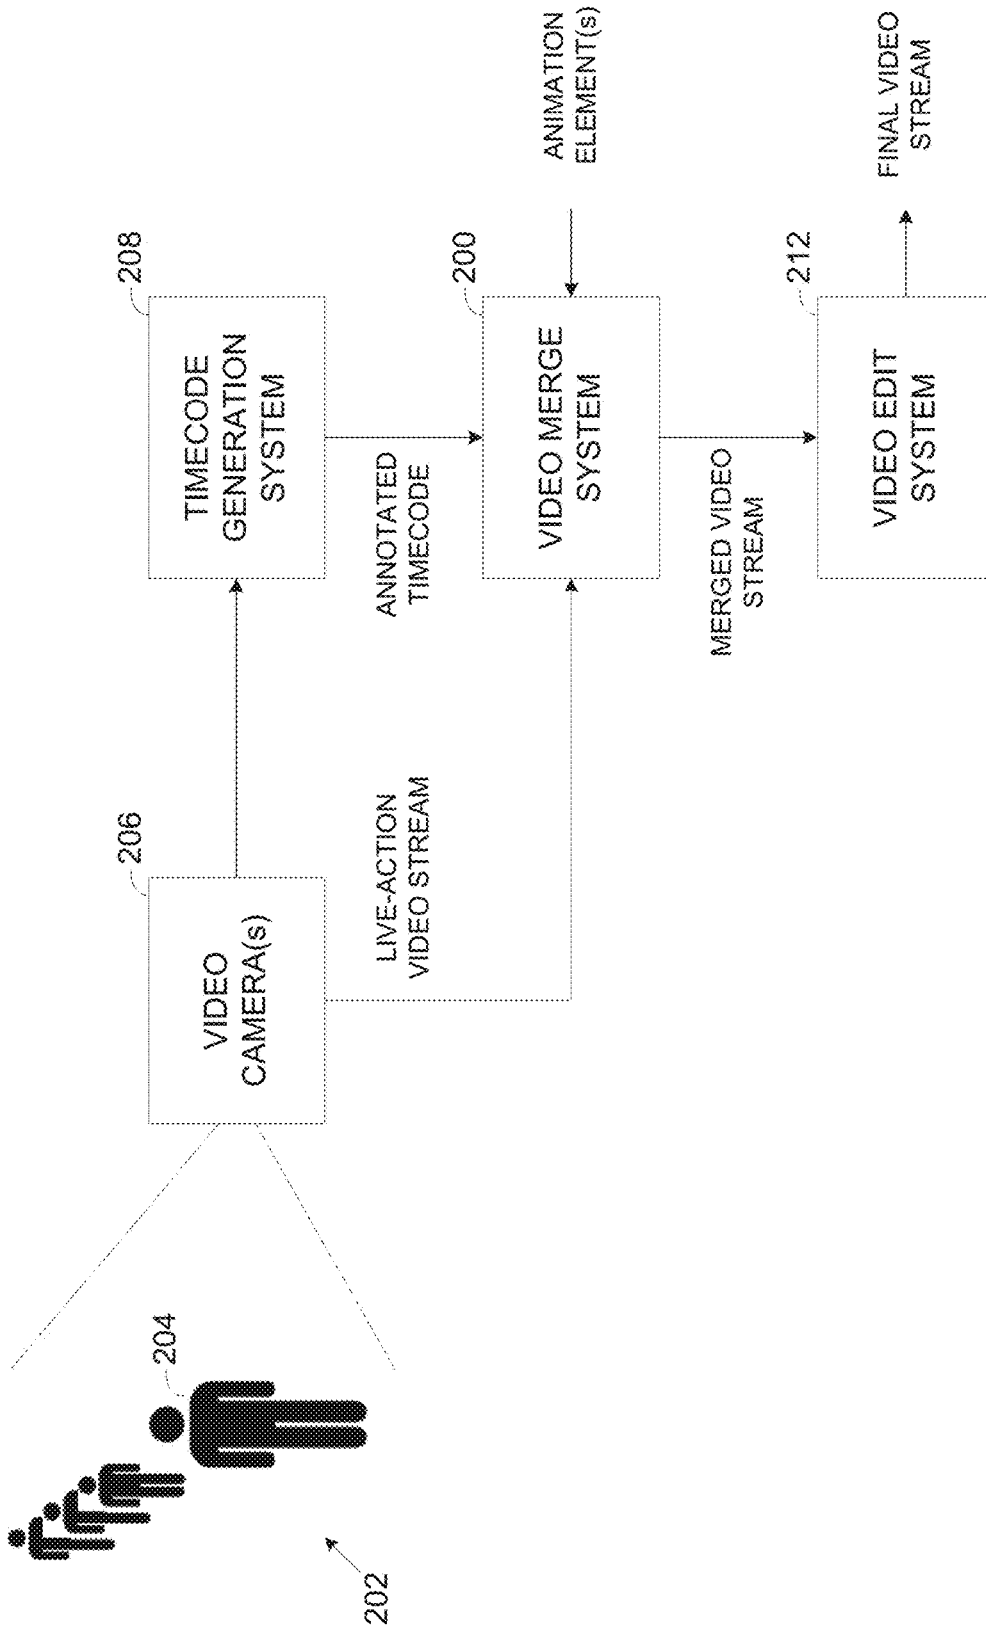 202
204
206
VIDEO
CAMERA(s)
208
TIMECODE
GENERATION
SYSTEM
LIVE-ACTION
VIDEO STREAM
ANNOTATED
TIMECODE
200
VIDEO MERGE
SYSTEM
ANIMATION
ELEMENT(s)
MERGED VIDEO
STREAM
212
VIDEO EDIT
SYSTEM
FINAL VIDEO
STREAM